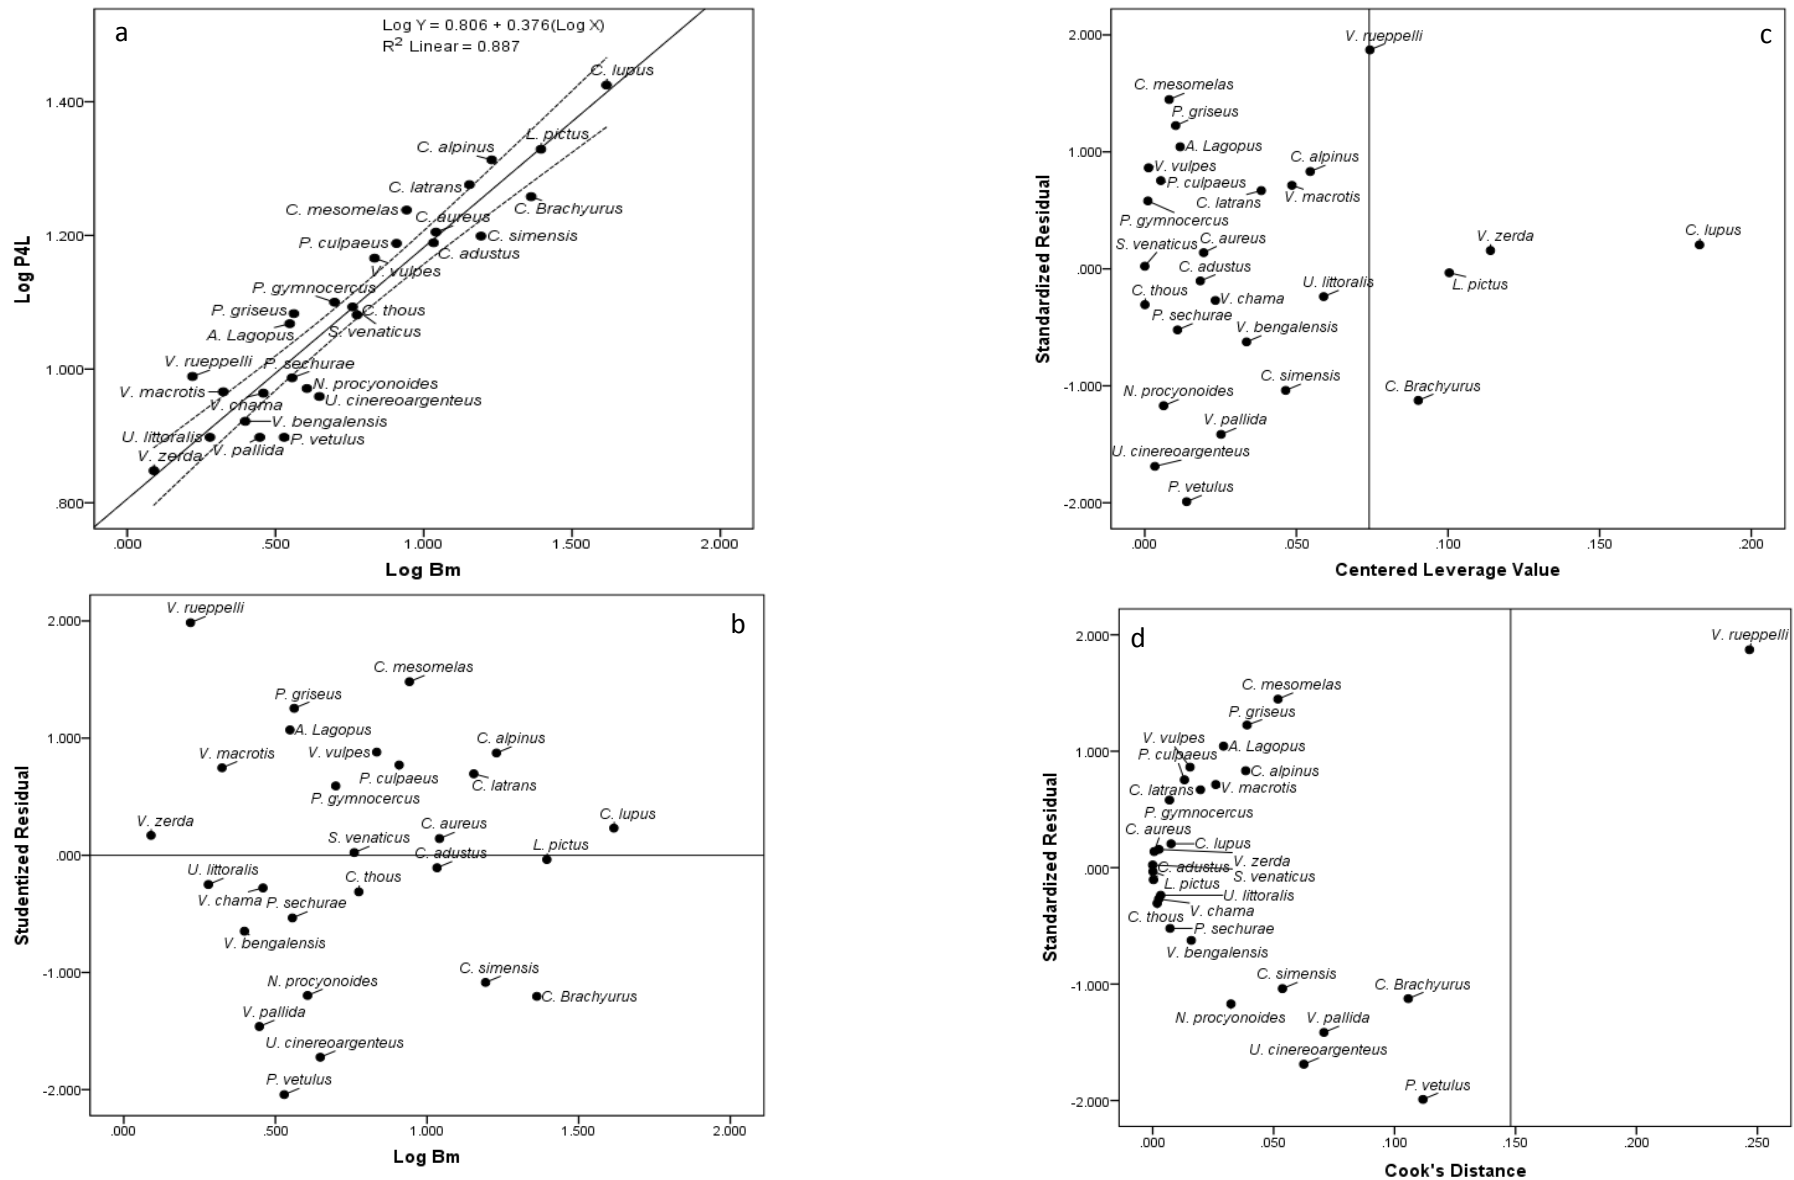 a
Log Y = 0.806 + 0.376(Log X)
R² Linear = 0.887
C. lupus
1.400
L. pictus
C. alpinus
C. latrans
C. mesomelas
C. Brachyurus
C. aureus
1.200
C. simensis
P. culpaeus
C. adustus
V. vulpes
P. gymnocercus
P. griseus
C. thous
A. Lagopus
S. venaticus
V. rueppelli
P. sechurae
1.000
N. procyonoides
V. macrotis
U. cinereoargenteus
V. chama
V. bengalensis
U. littoralis
P. vetulus
V. pallida
V. zerda
.800
.000
.500
1.000
1.500
2.000
Log P4L
Log Bm
c
V. rueppelli
2.000
C. mesomelas
P. griseus
A. Lagopus
1.000
C. alpinus
V. vulpes
P. culpaeus
V. macrotis
C. latrans
P. gymnocercus
C. lupus
V. zerda
S. venaticus
C. aureus
.000
C. adustus
U. littoralis
L. pictus
C. thous
V. chama
P. sechurae
V. bengalensis
C. simensis
-1.000
C. Brachyurus
N. procyonoides
V. pallida
U. cinereoargenteus
P. vetulus
-2.000
.000
.050
.100
.150
.200
Standardized Residual
Centered Leverage Value
b
V. rueppelli
2.000
C. mesomelas
P. griseus
A. Lagopus
1.000
C. alpinus
V. macrotis
V. vulpes
P. culpaeus
C. latrans
P. gymnocercus
C. lupus
V. zerda
C. aureus
S. venaticus
L. pictus
.000
C. adustus
U. littoralis
C. thous
V. chama
P. sechurae
V. bengalensis
-1.000
C. simensis
N. procyonoides
C. Brachyurus
V. pallida
U. cinereoargenteus
P. vetulus
-2.000
.000
.500
1.000
1.500
2.000
Studentized Residual
Log Bm
d
2.000
V. rueppelli
C. mesomelas
P. griseus
V. vulpes
A. Lagopus
1.000
P. culpaeus
C. alpinus
C. latrans
V. macrotis
P. gymnocercus
C. aureus
C. lupus
V. zerda
.000
C. adustus
S. venaticus
L. pictus
U. littoralis
V. chama
C. thous
P. sechurae
V. bengalensis
C. simensis
-1.000
C. Brachyurus
N. procyonoides
V. pallida
U. cinereoargenteus
P. vetulus
-2.000
.000
.050
.100
.150
.200
.250
Standardized Residual
Cook's Distance